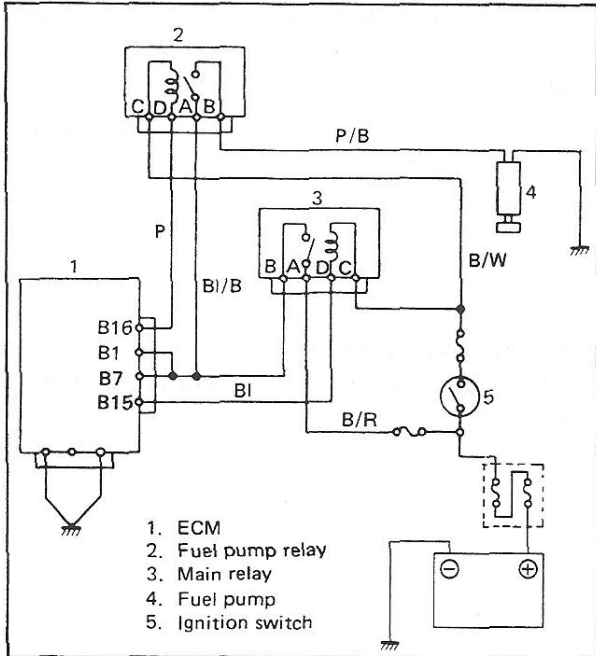 2
C D A B
P/B
3
4
P
B/W
B A D C
1
Bl/B
B16
B1
B7
Bl
B15
5
B/R
1. ECM
2. Fuel pump relay
3. Main relay
4. Fuel pump
5. Ignition switch
− +